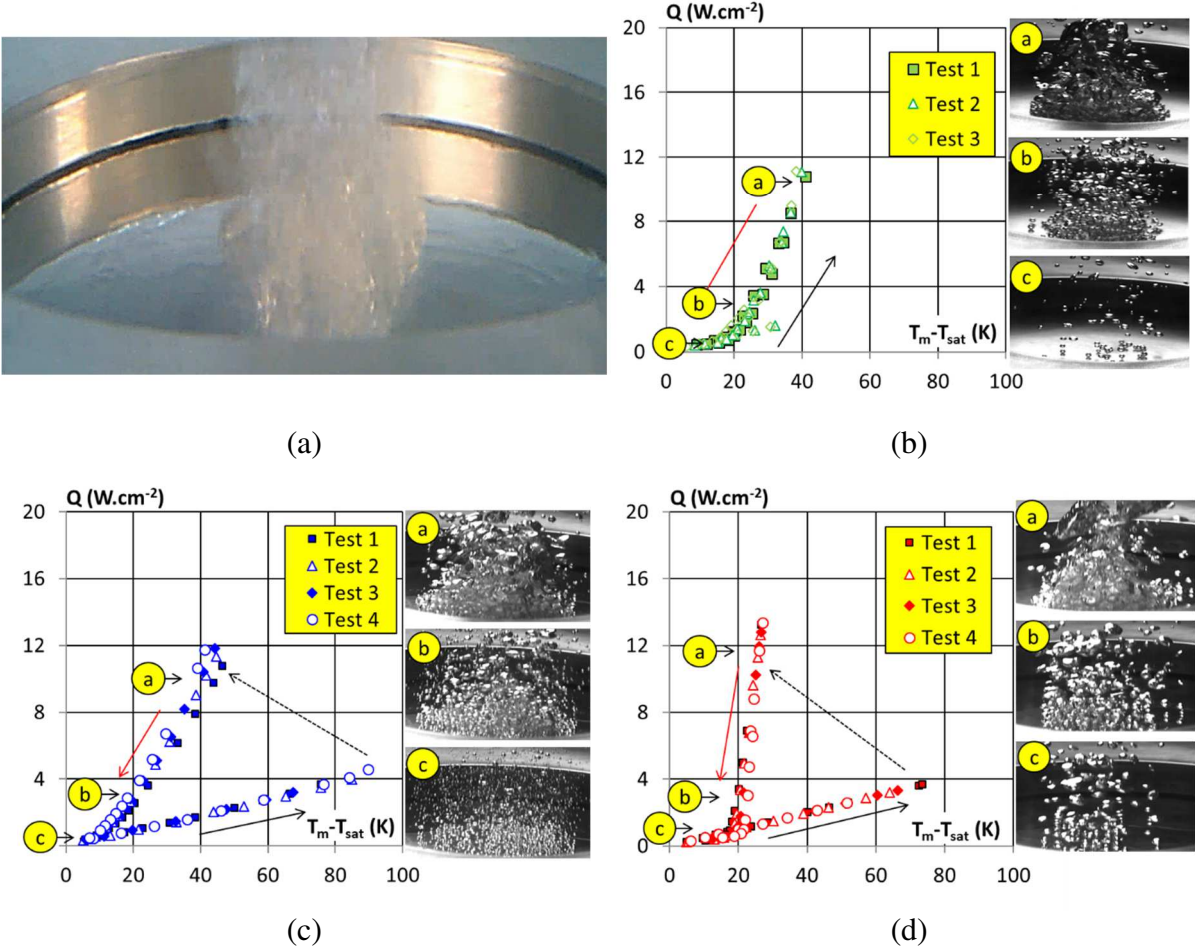 (a)
Q (W.cm-2)
20
16
12
8
4
0
0 20 40 60 80 100
Test 1
Test 2
Test 3
a
b
c
Tm-Tsat (K)
a
b
c
(b)
Q (W.cm-2)
20
16
12
8
4
0
0 20 40 60 80 100
Test 1
Test 2
Test 3
Test 4
a
b
c
Tm-Tsat (K)
a
b
c
(c)
Q (W.cm-2)
20
16
12
8
4
0
0 20 40 60 80 100
Test 1
Test 2
Test 3
Test 4
a
b
c
Tm-Tsat (K)
a
b
c
(d)